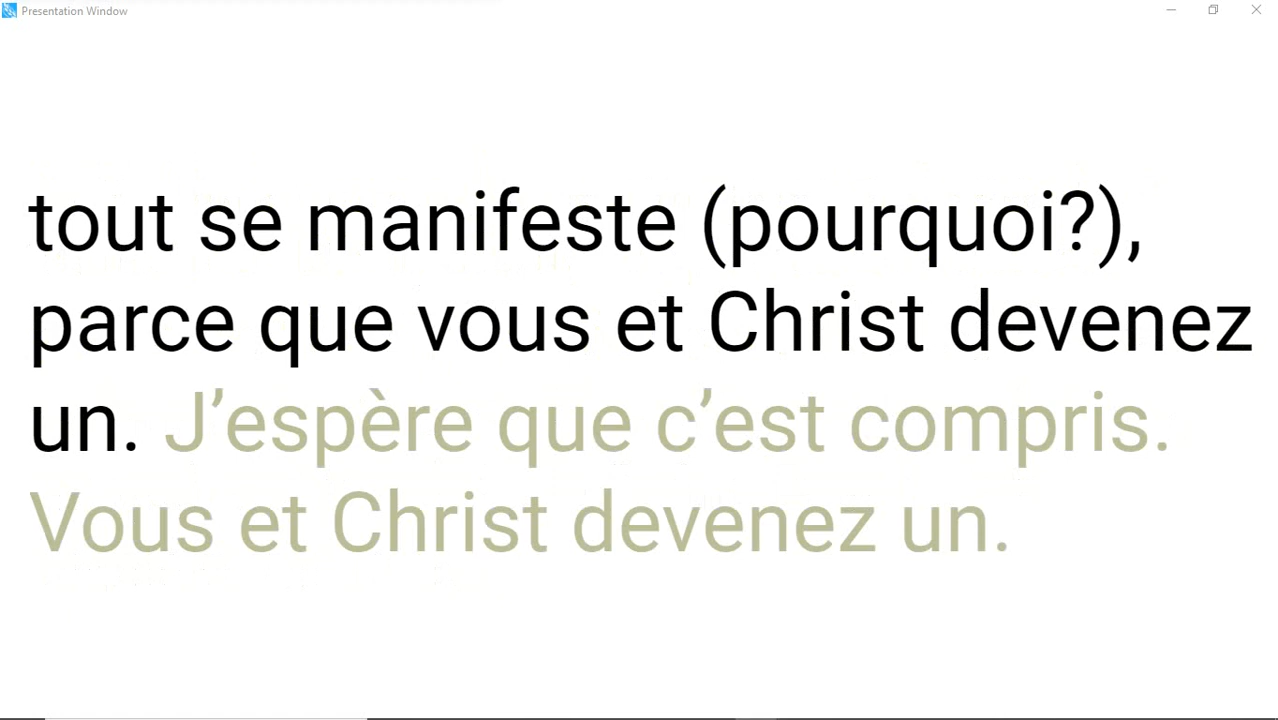 Presentation Window
tout se manifeste (pourquoi?),
parce que vous et Christ devenez
un. J’espère que c’est compris.
Vous et Christ devenez un.